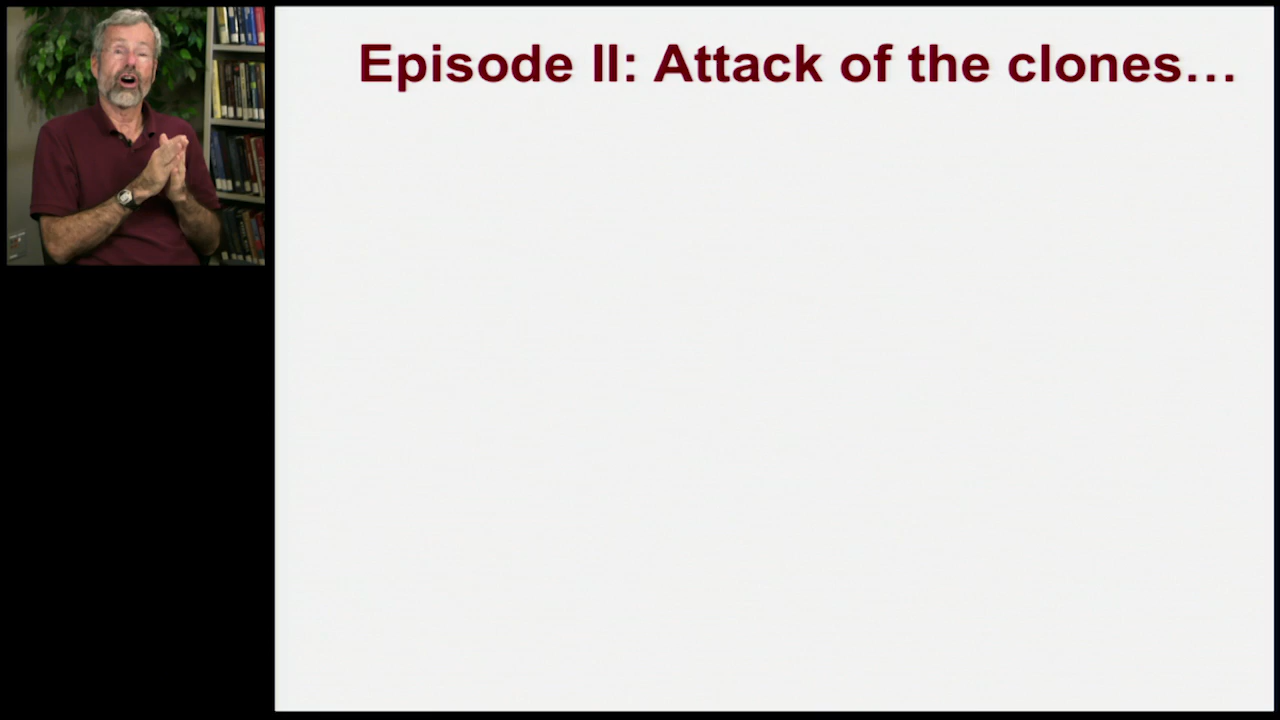 Episode II: Attack of the clones…